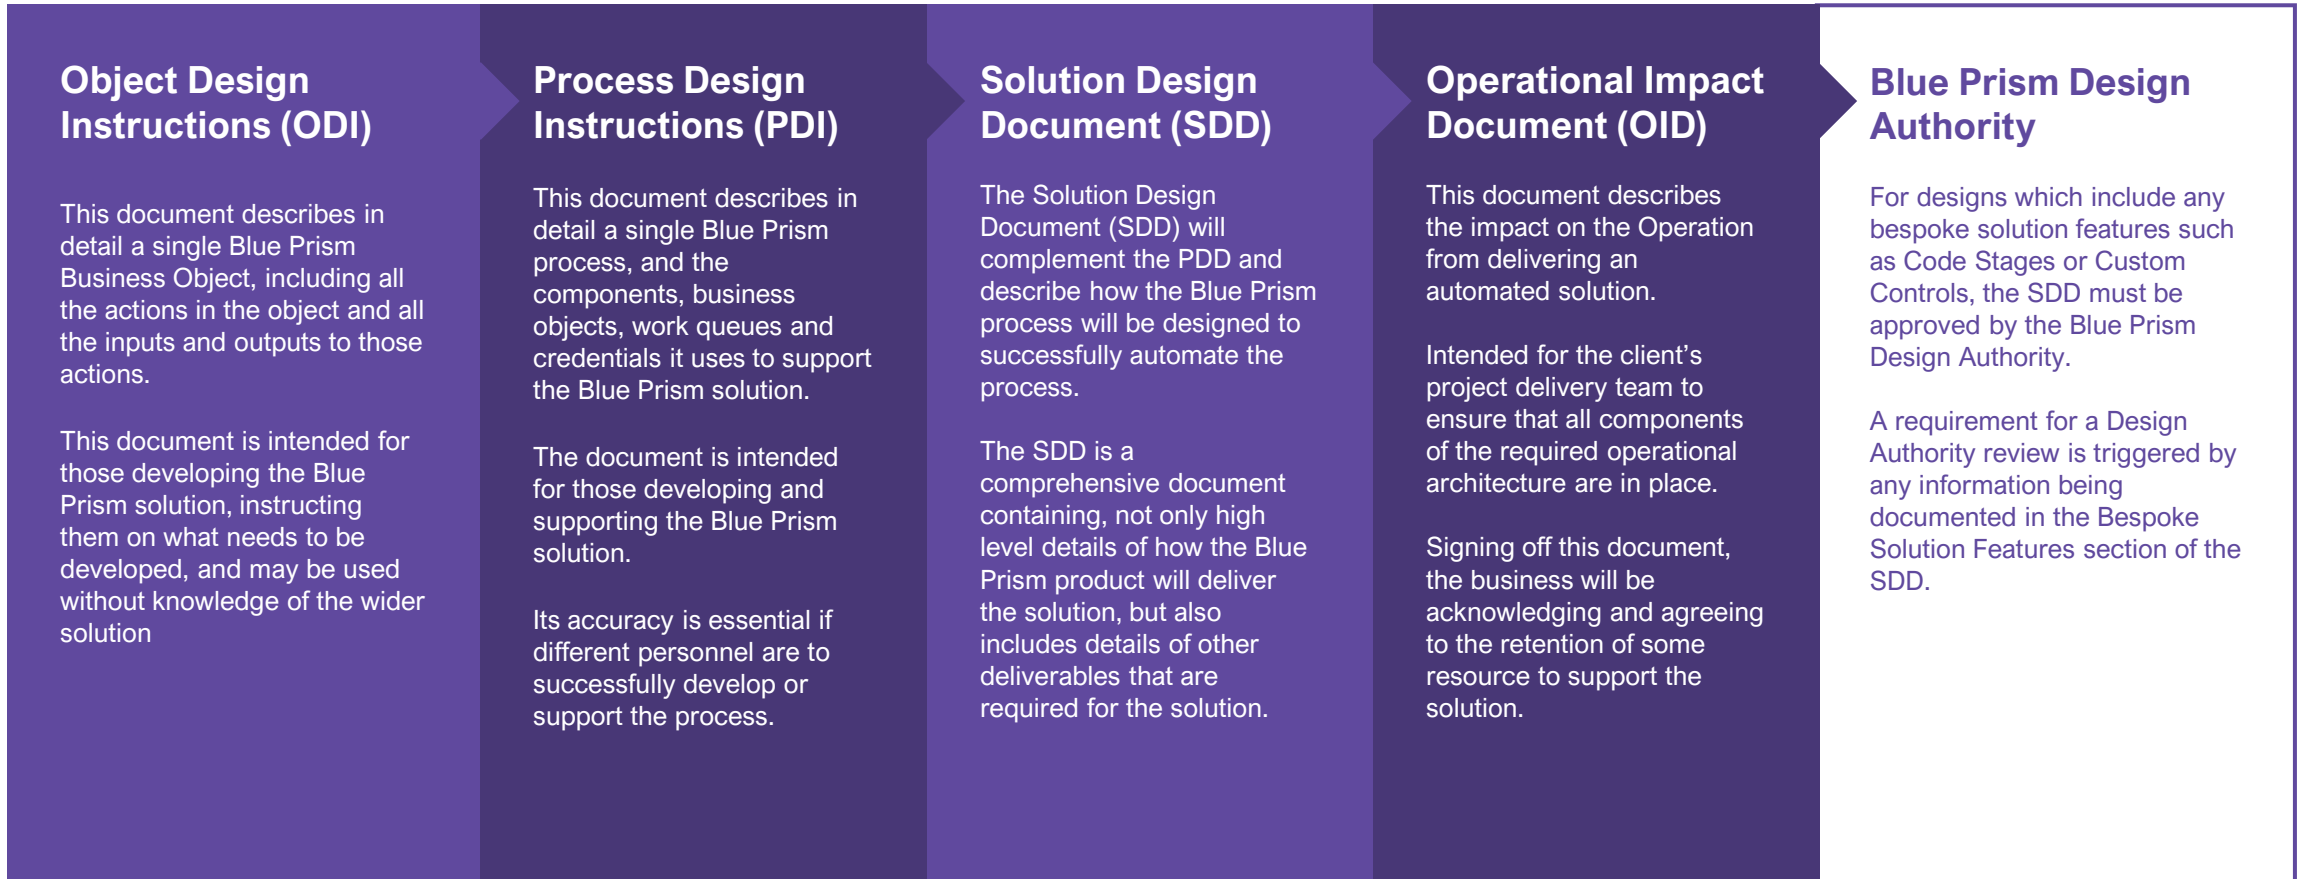 Object Design
Instructions (ODI)
This document describes in
detail a single Blue Prism
Business Object, including all
the actions in the object and all
the inputs and outputs to those
actions.
This document is intended for
those developing the Blue
Prism solution, instructing
them on what needs to be
developed, and may be used
without knowledge of the wider
solution
Process Design
Instructions (PDI)
This document describes in
detail a single Blue Prism
process, and the
components, business
objects, work queues and
credentials it uses to support
the Blue Prism solution.
The document is intended
for those developing and
supporting the Blue Prism
solution.
Its accuracy is essential if
different personnel are to
successfully develop or
support the process.
Solution Design
Document (SDD)
The Solution Design
Document (SDD) will
complement the PDD and
describe how the Blue Prism
process will be designed to
successfully automate the
process.
The SDD is a
comprehensive document
containing, not only high
level details of how the Blue
Prism product will deliver
the solution, but also
includes details of other
deliverables that are
required for the solution.
Operational Impact
Document (OID)
This document describes
the impact on the Operation
from delivering an
automated solution.
Intended for the client’s
project delivery team to
ensure that all components
of the required operational
architecture are in place.
Signing off this document,
the business will be
acknowledging and agreeing
to the retention of some
resource to support the
solution.
Blue Prism Design
Authority
For designs which include any
bespoke solution features such
as Code Stages or Custom
Controls, the SDD must be
approved by the Blue Prism
Design Authority.
A requirement for a Design
Authority review is triggered by
any information being
documented in the Bespoke
Solution Features section of the
SDD.